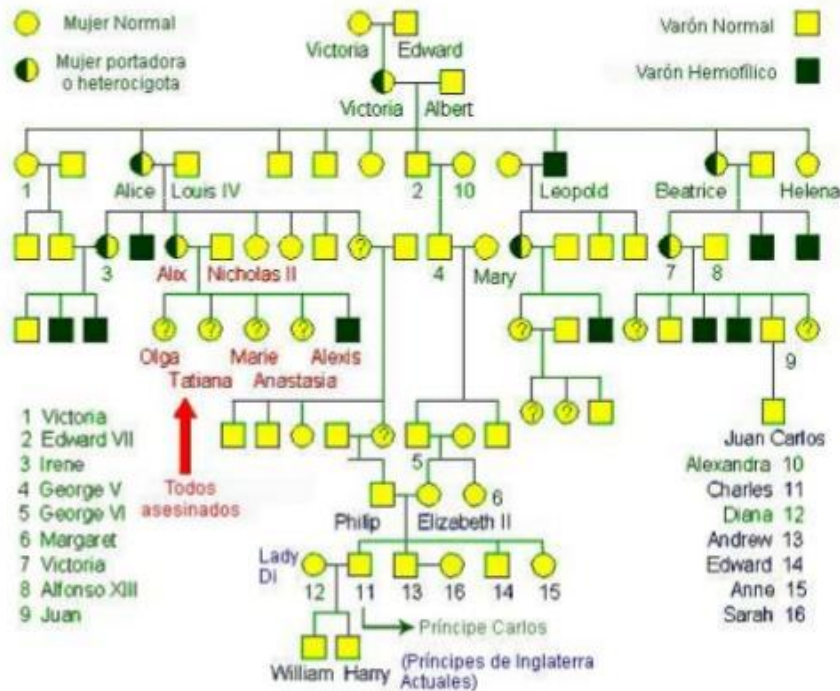 Mujer Normal
Mujer portadora
o heterocigota
Varón Normal
Varón Hemofílico
Victoria Edward
Victoria Albert
1 Alice Louis IV 2 10 Leopold Beatrice Helena
3 Alix Nicholas II ? 4 Mary 7 8
? ? ? ? ? ? ? 9
Olga Marie Alexis
Tatiana Anastasia
? ?
Todos
asesinados
1 Victoria
2 Edward VII
3 Irene
4 George V
5 George VI
6 Margaret
7 Victoria
8 Alfonso XIII
9 Juan
?
5
6
Philip Elizabeth II
Juan Carlos
Alexandra 10
Charles 11
Diana 12
Andrew 13
Edward 14
Anne 15
Sarah 16
Lady
Di
12 11 13 16 14 15
Príncipe Carlos
William Harry
(Príncipes de Inglaterra
Actuales)